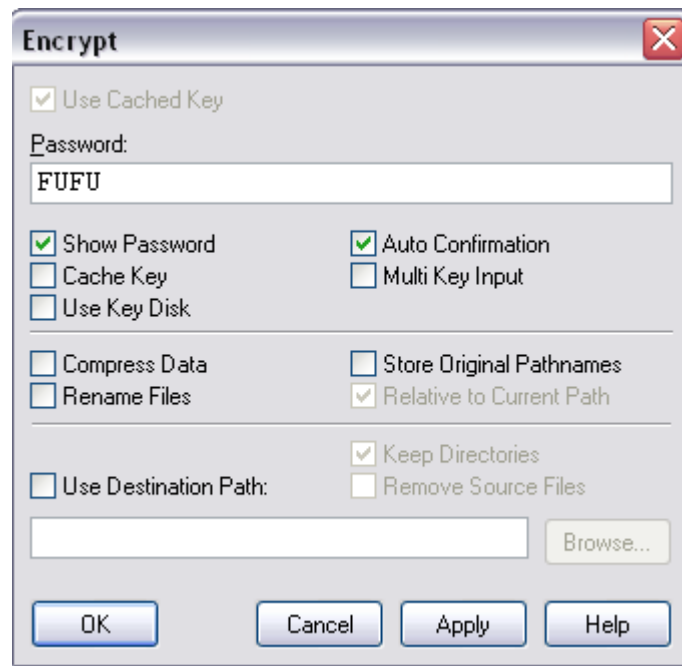 Encrypt
Use Cached Key
Password:
FUFU
Show Password
Auto Confirmation
Cache Key
Multi Key Input
Use Key Disk
Compress Data
Store Original Pathnames
Rename Files
Relative to Current Path
Keep Directories
Use Destination Path:
Remove Source Files
Browse...
OK
Cancel
Apply
Help